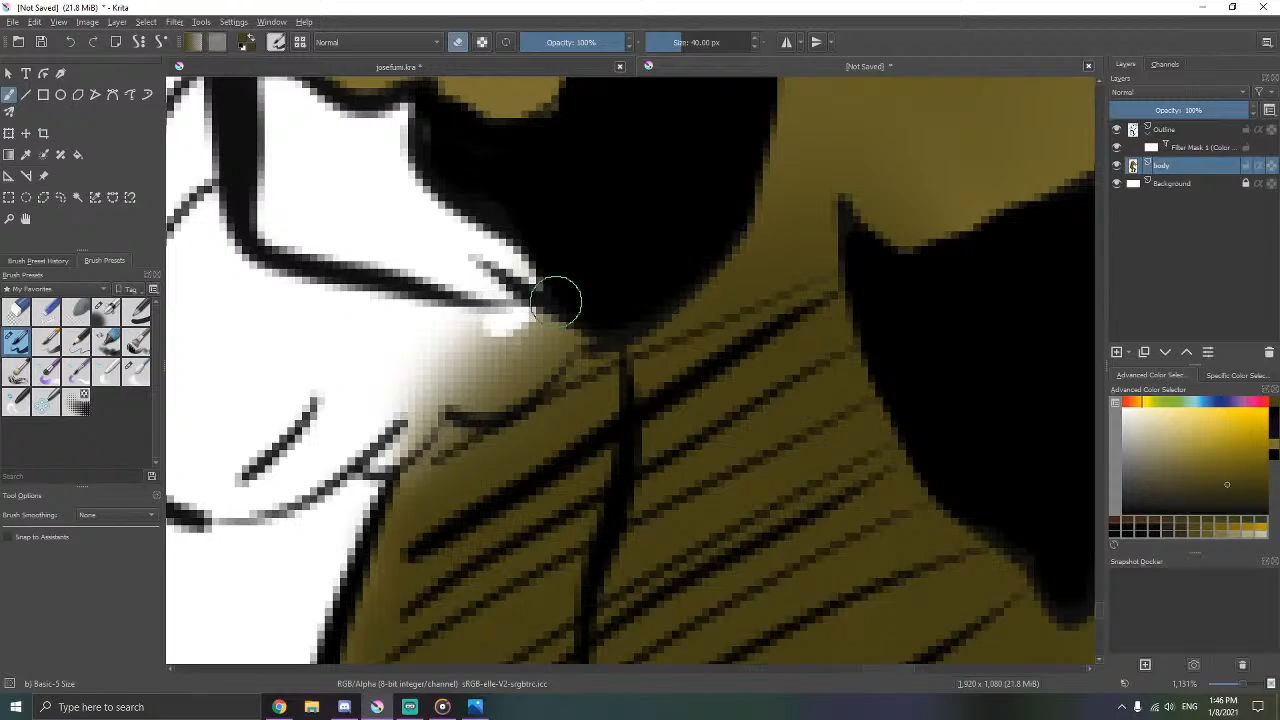 [Not Saved]  (21.8 MiB)  * - Krita
File Edit View Image Layer Select Filter Tools Settings Window Help
Normal
Opacity: 100%
Size: 40.00 px
josefumi.kra *
[Not Saved]  *
Layers Channels
Layers
Normal
Opacity:  100%
Outline
Filter Mask 1 (Color ...
body
Background
Brush Preset History Brush Presets
Brush Presets
My Favorites
Tag
Search
Tool Options
Brush Smoothing: None
Snap to Assistants
Advanced Color Selec... Specific Color Selec...
Advanced Color Selector
Snapshot Docker
b) Basic-5 Size
RGB/Alpha (8-bit integer/channel)  sRGB-elle-V2-srgbtrc.icc
1,920 x 1,080 (21.8 MiB)
1,131%
Type here to search
1:46 PM
1/8/2021